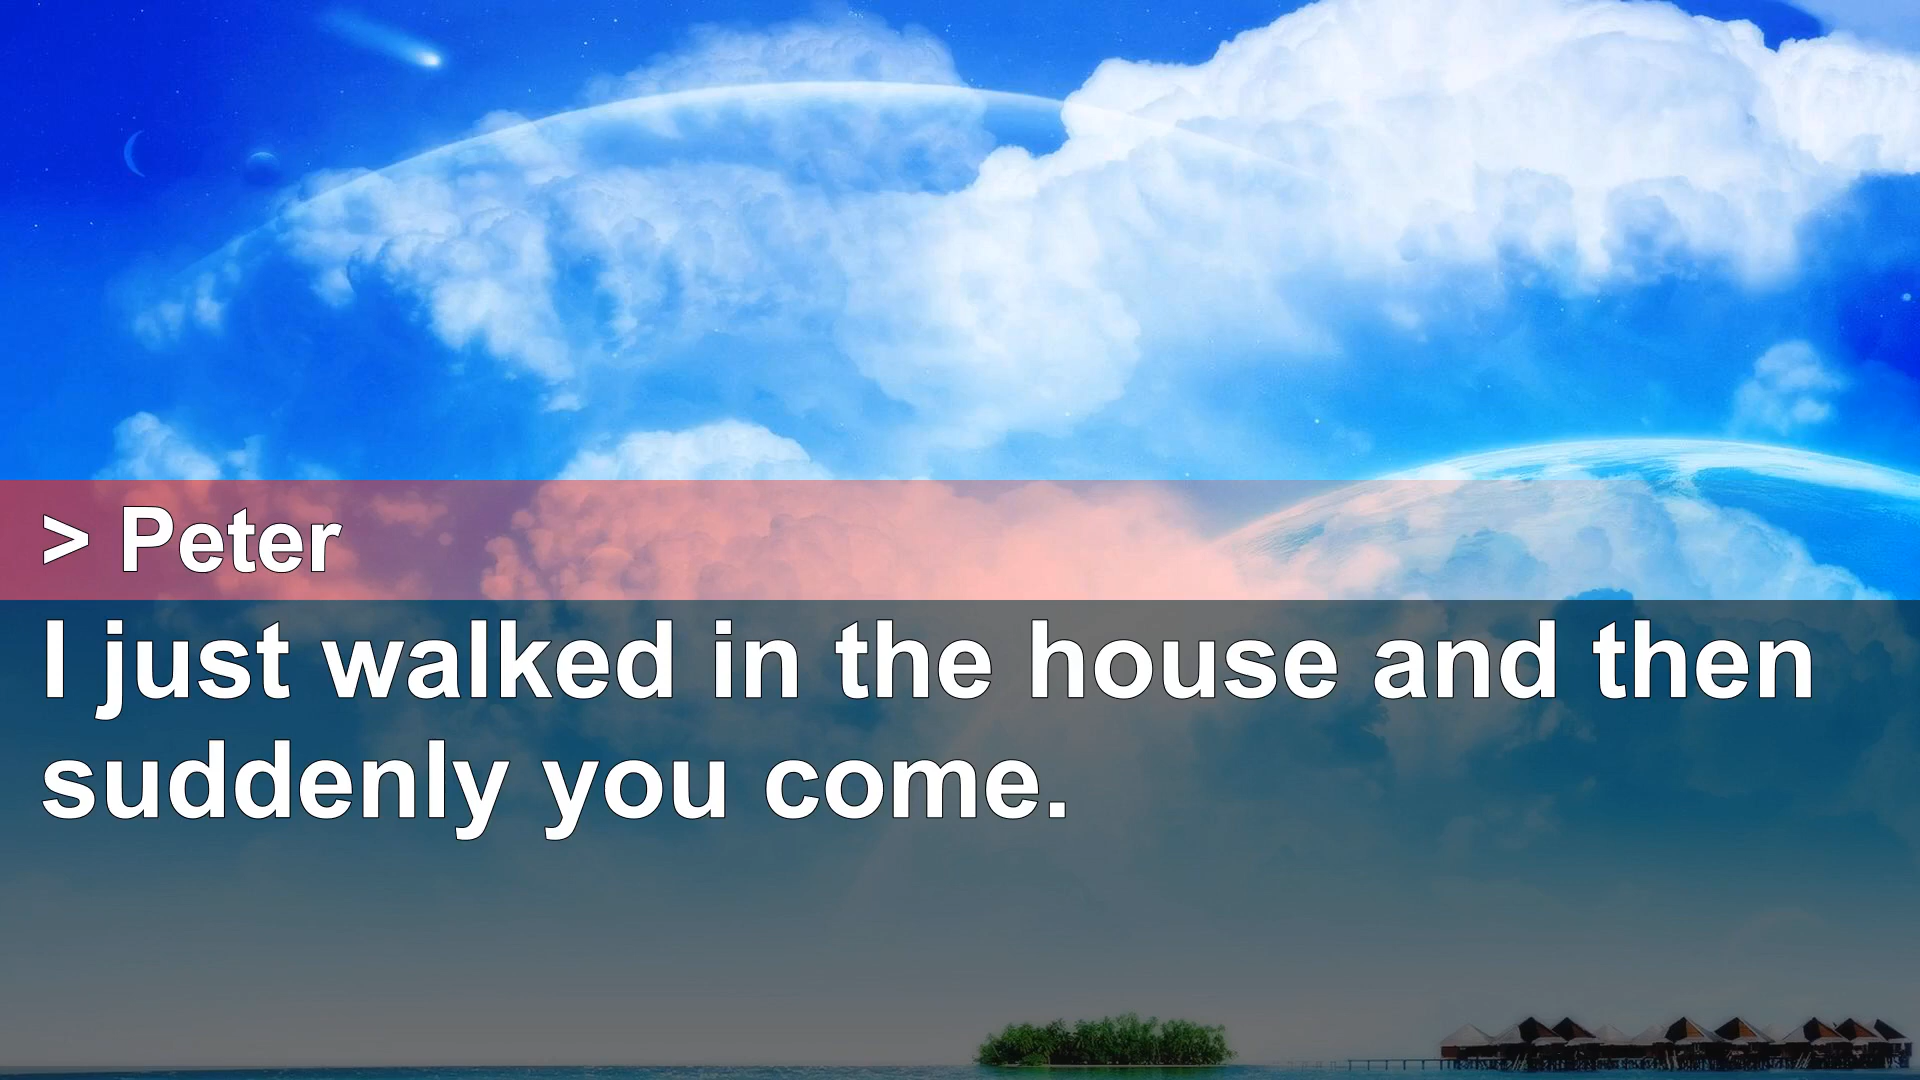 > Peter
I just walked in the house and then
suddenly you come.